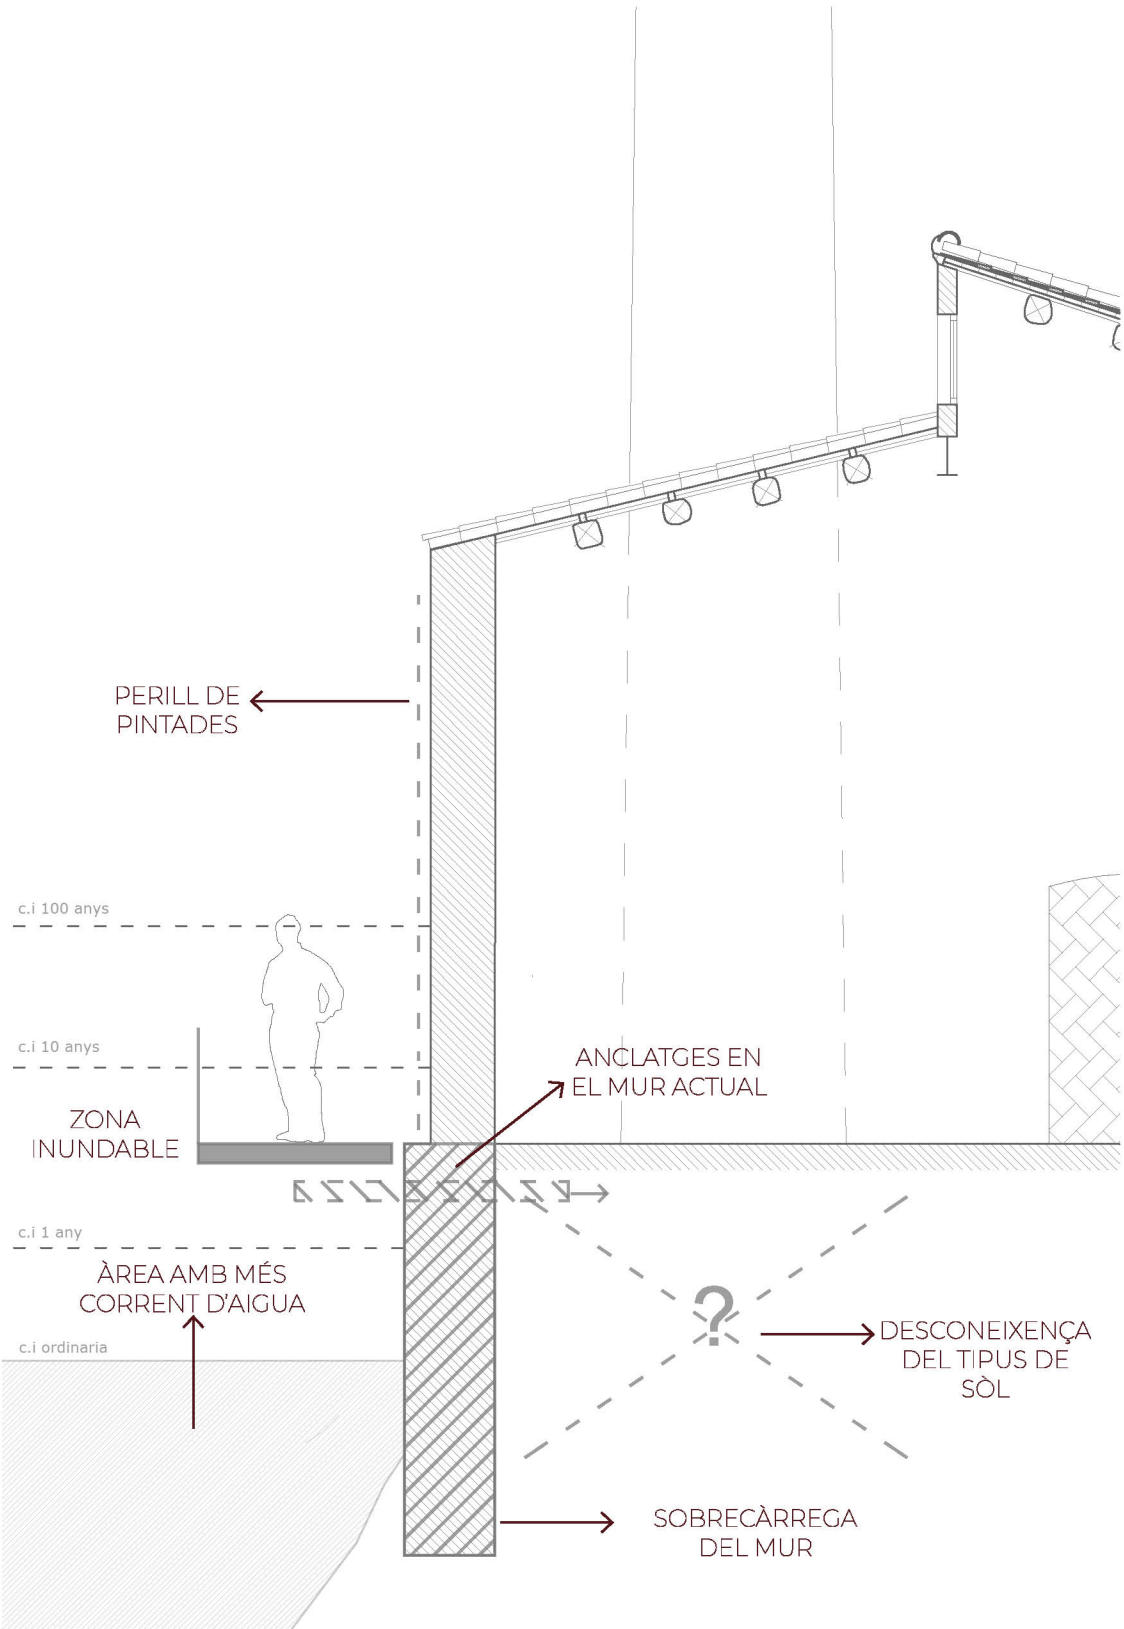 PERILL DE
PINTADES
c.i 100 anys
c.i 10 anys
ANCLATGES EN
EL MUR ACTUAL
ZONA
INUNDABLE
c.i 1 any
ÀREA AMB MÉS
CORRENT D'AIGUA
?
DESCONEIXENÇA
DEL TIPUS DE
SÒL
c.i ordinaria
SOBRECÀRREGA
DEL MUR